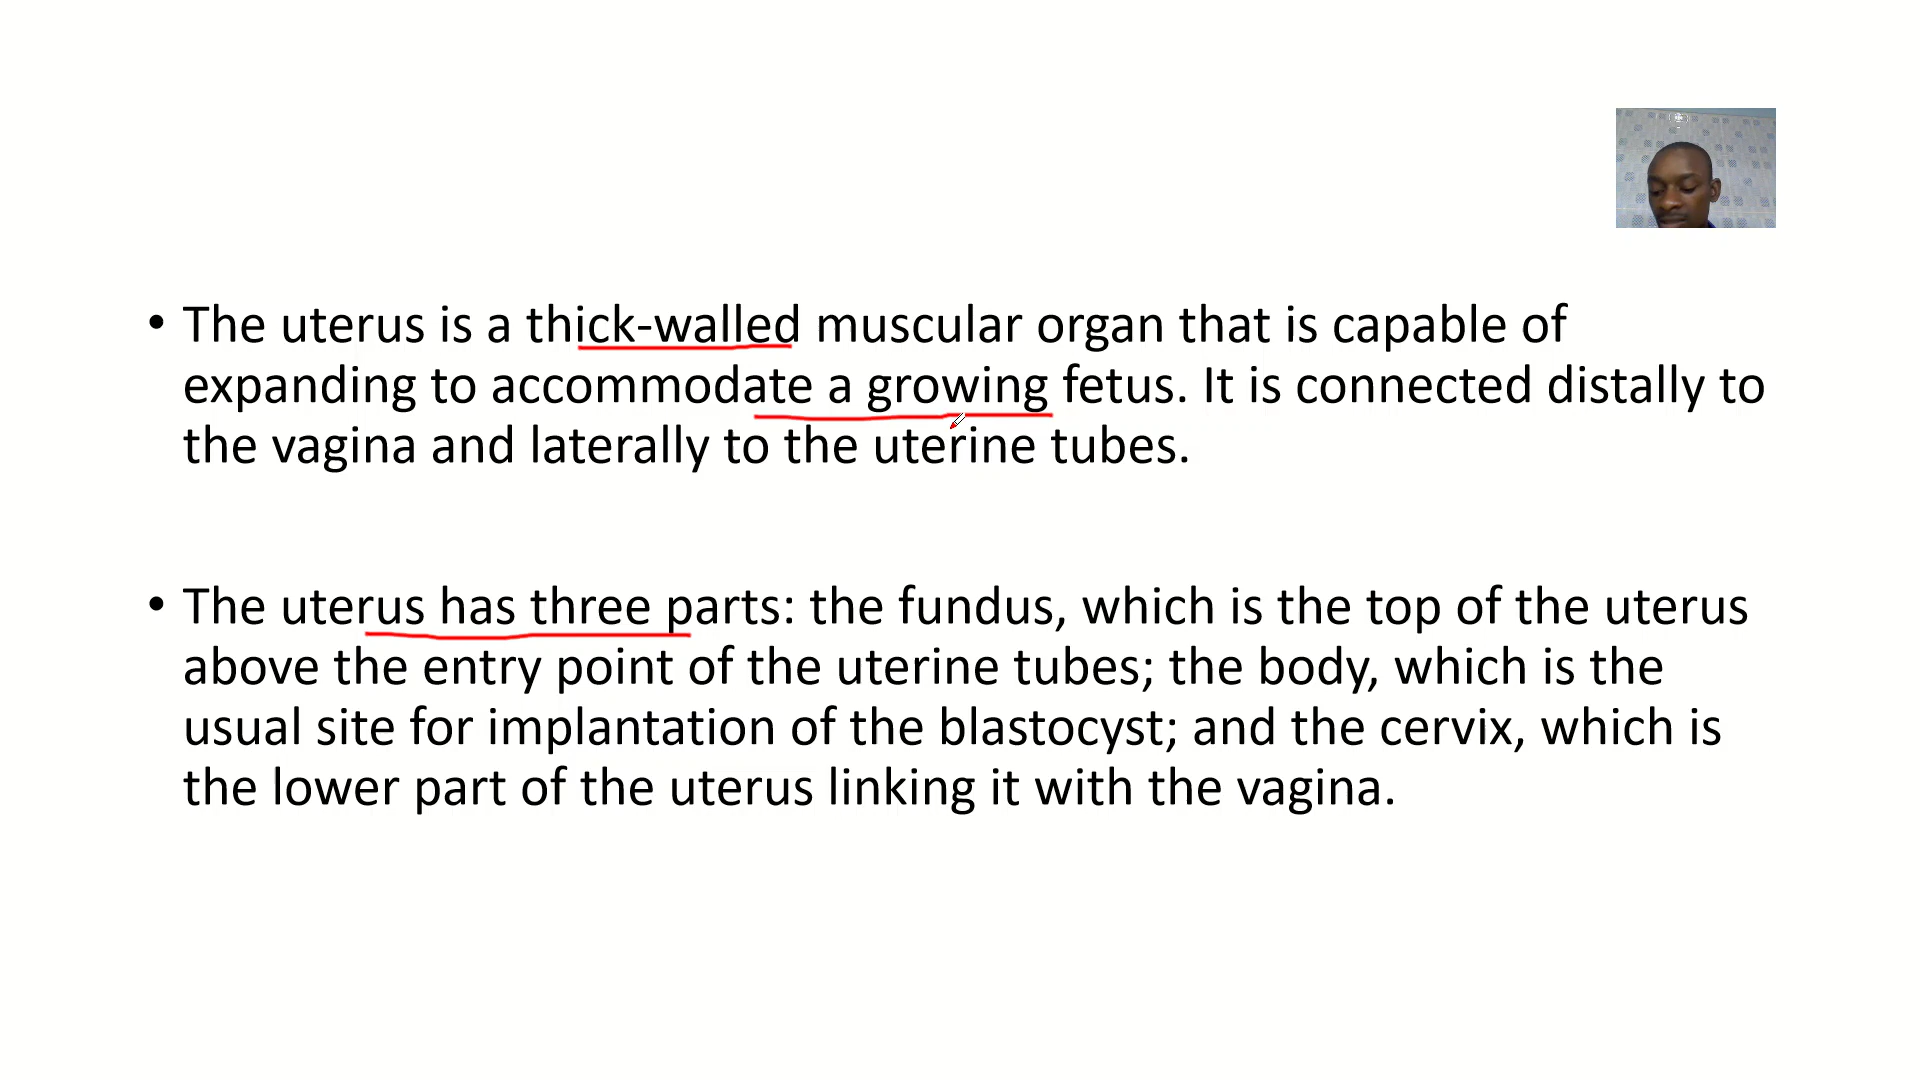 • The uterus is a thick-walled muscular organ that is capable of
expanding to accommodate a growing fetus. It is connected distally to
the vagina and laterally to the uterine tubes.
• The uterus has three parts: the fundus, which is the top of the uterus
above the entry point of the uterine tubes; the body, which is the
usual site for implantation of the blastocyst; and the cervix, which is
the lower part of the uterus linking it with the vagina.